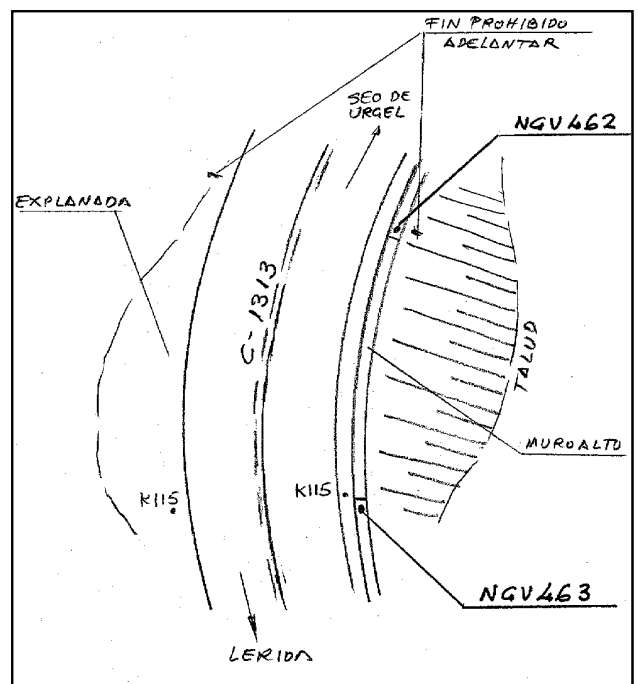 FIN PROHIBIDO
ADELANTAR
SEO DE
URGEL
NGV462
EXPLANADA
C-1313
TALUD
MURO ALTO
K115
K115
NGV463
LERIDA